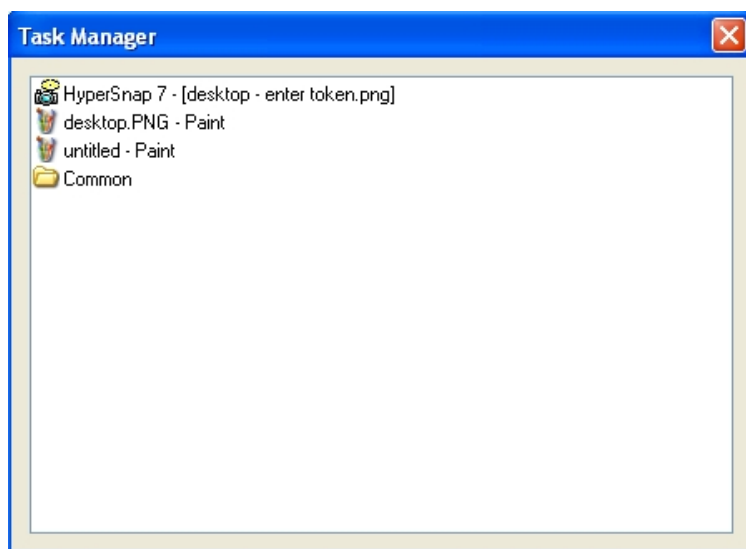 Task Manager
HyperSnap 7 - [desktop - enter token.png]
desktop.PNG - Paint
untitled - Paint
Common